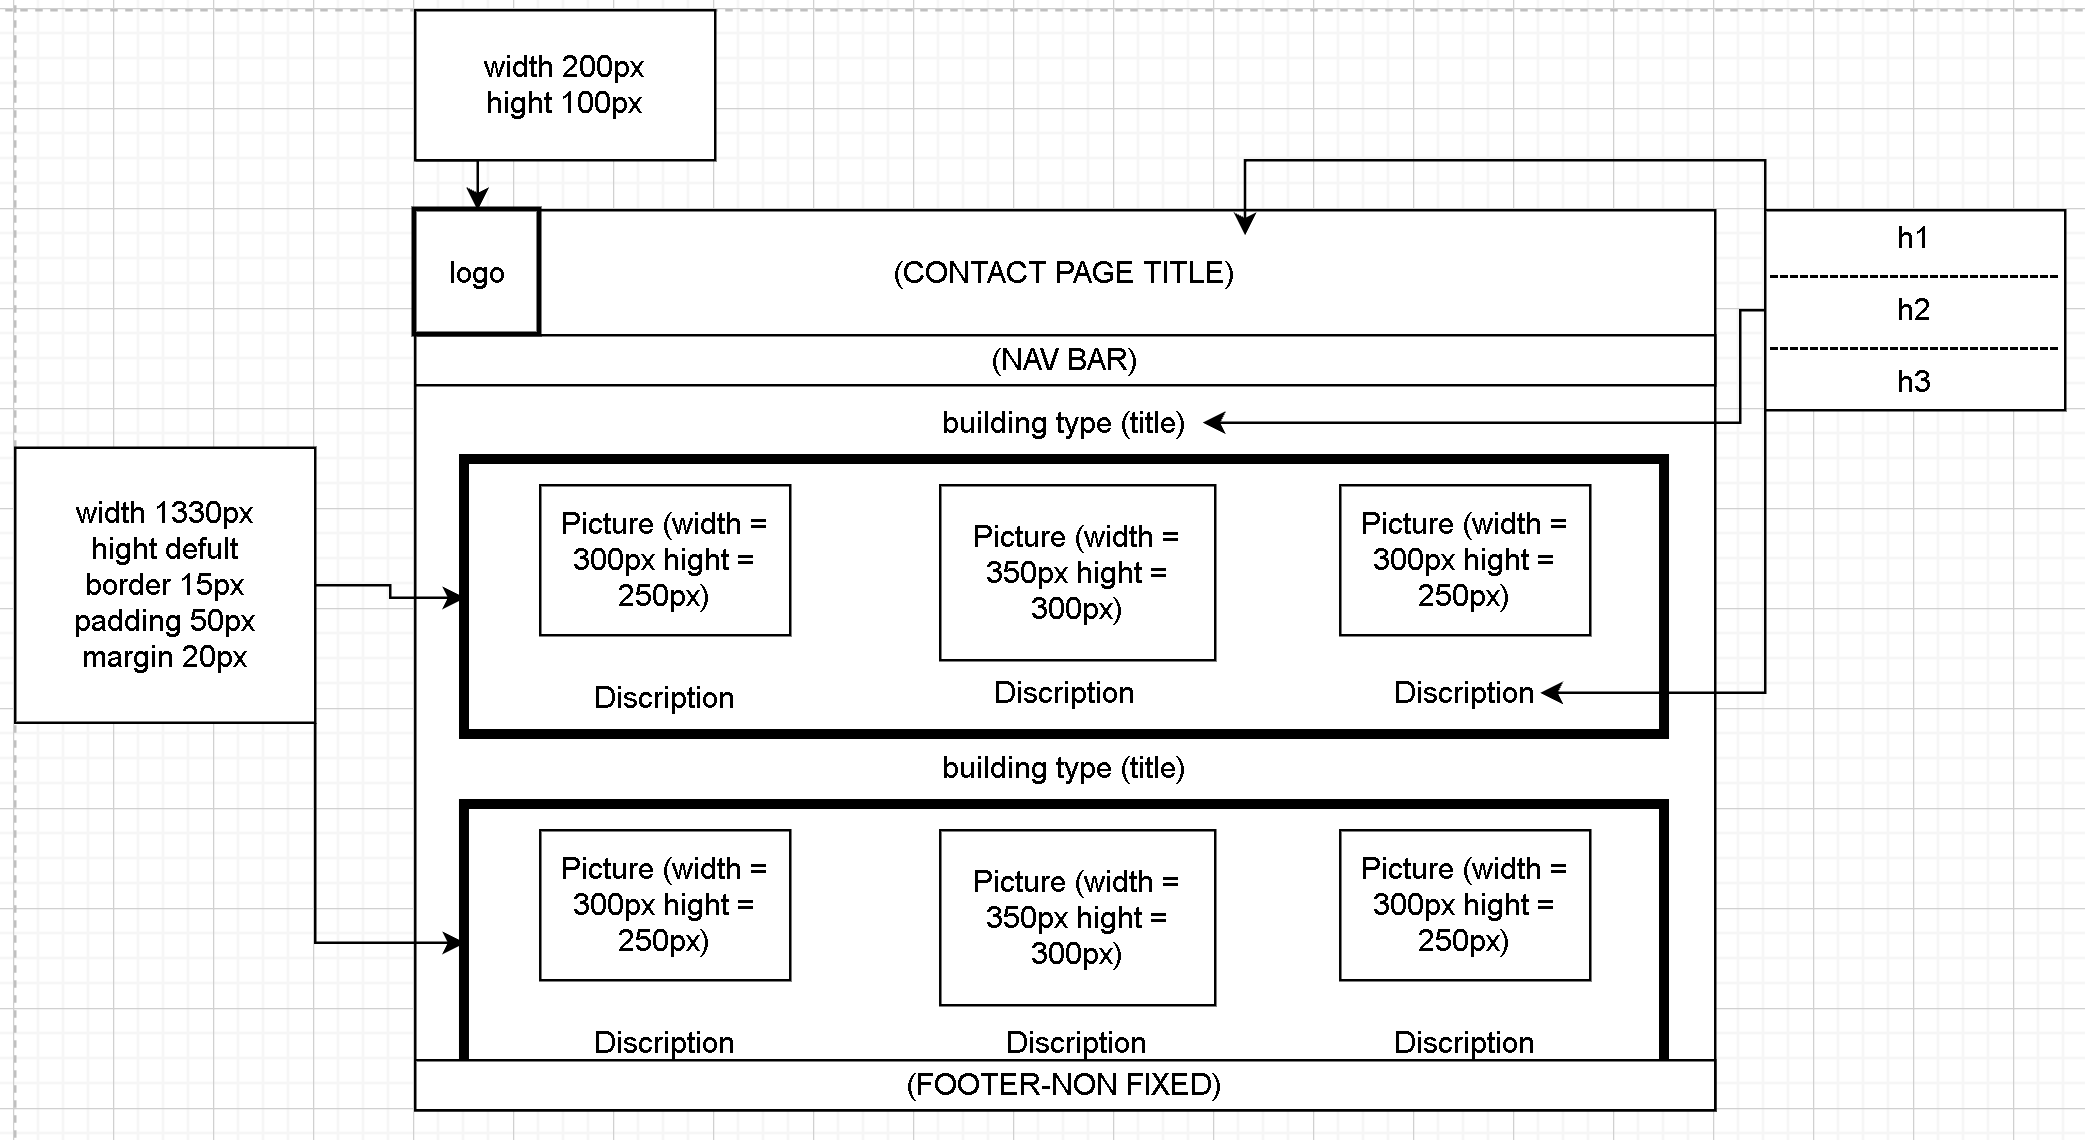 width 200px
hight 100px
logo
(CONTACT PAGE TITLE)
h1
h2
h3
(NAV BAR)
building type (title)
width 1330px
hight defult
border 15px
padding 50px
margin 20px
Picture (width =
300px hight =
250px)
Picture (width =
350px hight =
300px)
Picture (width =
300px hight =
250px)
Discription
Discription
Discription
building type (title)
Picture (width =
300px hight =
250px)
Picture (width =
350px hight =
300px)
Picture (width =
300px hight =
250px)
Discription
Discription
Discription
(FOOTER-NON FIXED)